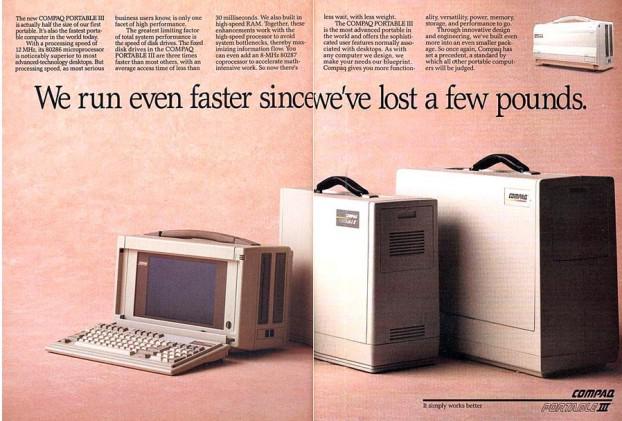 The new COMPAQ PORTABLE III
is actually half the size of our first
portable. It's also the fastest porta-
ble computer in the world today.
With a processing speed of
12 MHz, its 80286 microprocessor
is noticeably superior to most
advanced-technology desktops. But
processing speed, as most serious
business users know, is only one
facet of high performance.
The greatest limiting factor
of total system performance is
the speed of disk drives. The fixed
disk drives in the COMPAQ
PORTABLE III are three times
faster than most others, with an
average access time of less than
30 milliseconds. We also built in
high-speed RAM. Together, these
enhancements work with the
high-speed processor to avoid
system bottlenecks, thereby max-
imizing information flow. You
can even add an 8-MHz 80287
coprocessor to accelerate math-
intensive work. So now there's
less wait, with less weight.
The COMPAQ PORTABLE III
is the most advanced portable in
the world and offers the sophisti-
cated user features normally asso-
ciated with desktops. As with
any computer we design, we
make your needs our blueprint.
Compaq gives you more function-
ality, versatility, power, memory,
storage, and performance to go.
Through innovative design
and engineering, we've built even
more into an even smaller pack-
age. So once again, Compaq has
set a precedent, a standard by
which all other portable comput-
ers will be judged.
We run even faster since we've lost a few pounds.
COMPAQ
COMPAQ
It simply works better
COMPAQ
PORTABLE III